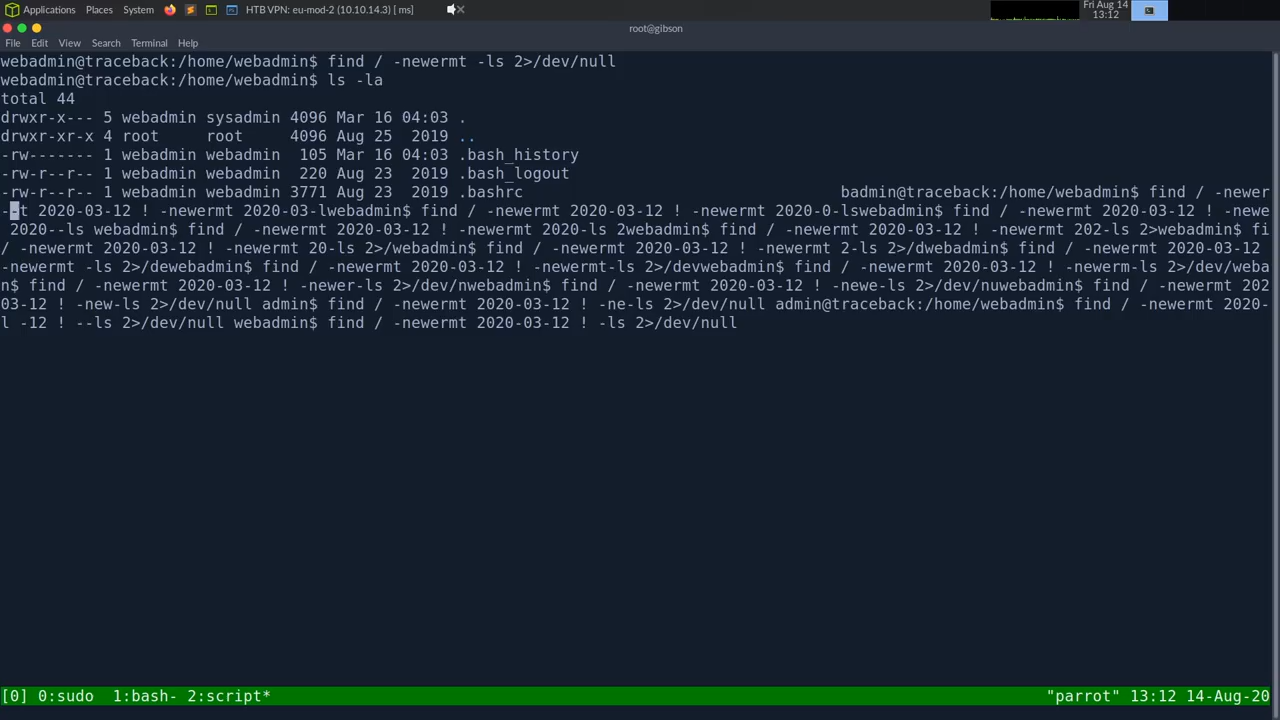 Applications Places System HTB VPN: eu-mod-2 (10.10.14.3) [ ms] Fri Aug 14
13:12
root@gibson
File Edit View Search Terminal Help
webadmin@traceback:/home/webadmin$ find / -newermt -ls 2>/dev/null
webadmin@traceback:/home/webadmin$ ls -la
total 44
drwxr-x--- 5 webadmin sysadmin 4096 Mar 16 04:03 .
drwxr-xr-x 4 root     root     4096 Aug 25  2019 ..
-rw------- 1 webadmin webadmin  105 Mar 16 04:03 .bash_history
-rw-r--r-- 1 webadmin webadmin  220 Aug 23  2019 .bash_logout
-rw-r--r-- 1 webadmin webadmin 3771 Aug 23  2019 .bashrc                                  badmin@traceback:/home/webadmin$ find / -newer
--t 2020-03-12 ! -newermt 2020-03-lwebadmin$ find / -newermt 2020-03-12 ! -newermt 2020-0-lswebadmin$ find / -newermt 2020-03-12 ! -newe
 2020--ls webadmin$ find / -newermt 2020-03-12 ! -newermt 2020-ls 2webadmin$ find / -newermt 2020-03-12 ! -newermt 202-ls 2>webadmin$ fi
/ -newermt 2020-03-12 ! -newermt 20-ls 2>/webadmin$ find / -newermt 2020-03-12 ! -newermt 2-ls 2>/dwebadmin$ find / -newermt 2020-03-12
-newermt -ls 2>/dewebadmin$ find / -newermt 2020-03-12 ! -newermt-ls 2>/devwebadmin$ find / -newermt 2020-03-12 ! -newerm-ls 2>/dev/weba
n$ find / -newermt 2020-03-12 ! -newer-ls 2>/dev/nwebadmin$ find / -newermt 2020-03-12 ! -newe-ls 2>/dev/nuwebadmin$ find / -newermt 202
03-12 ! -new-ls 2>/dev/null admin$ find / -newermt 2020-03-12 ! -ne-ls 2>/dev/null admin@traceback:/home/webadmin$ find / -newermt 2020-
l -12 ! --ls 2>/dev/null webadmin$ find / -newermt 2020-03-12 ! -ls 2>/dev/null
[0] 0:sudo  1:bash- 2:script* "parrot" 13:12 14-Aug-20